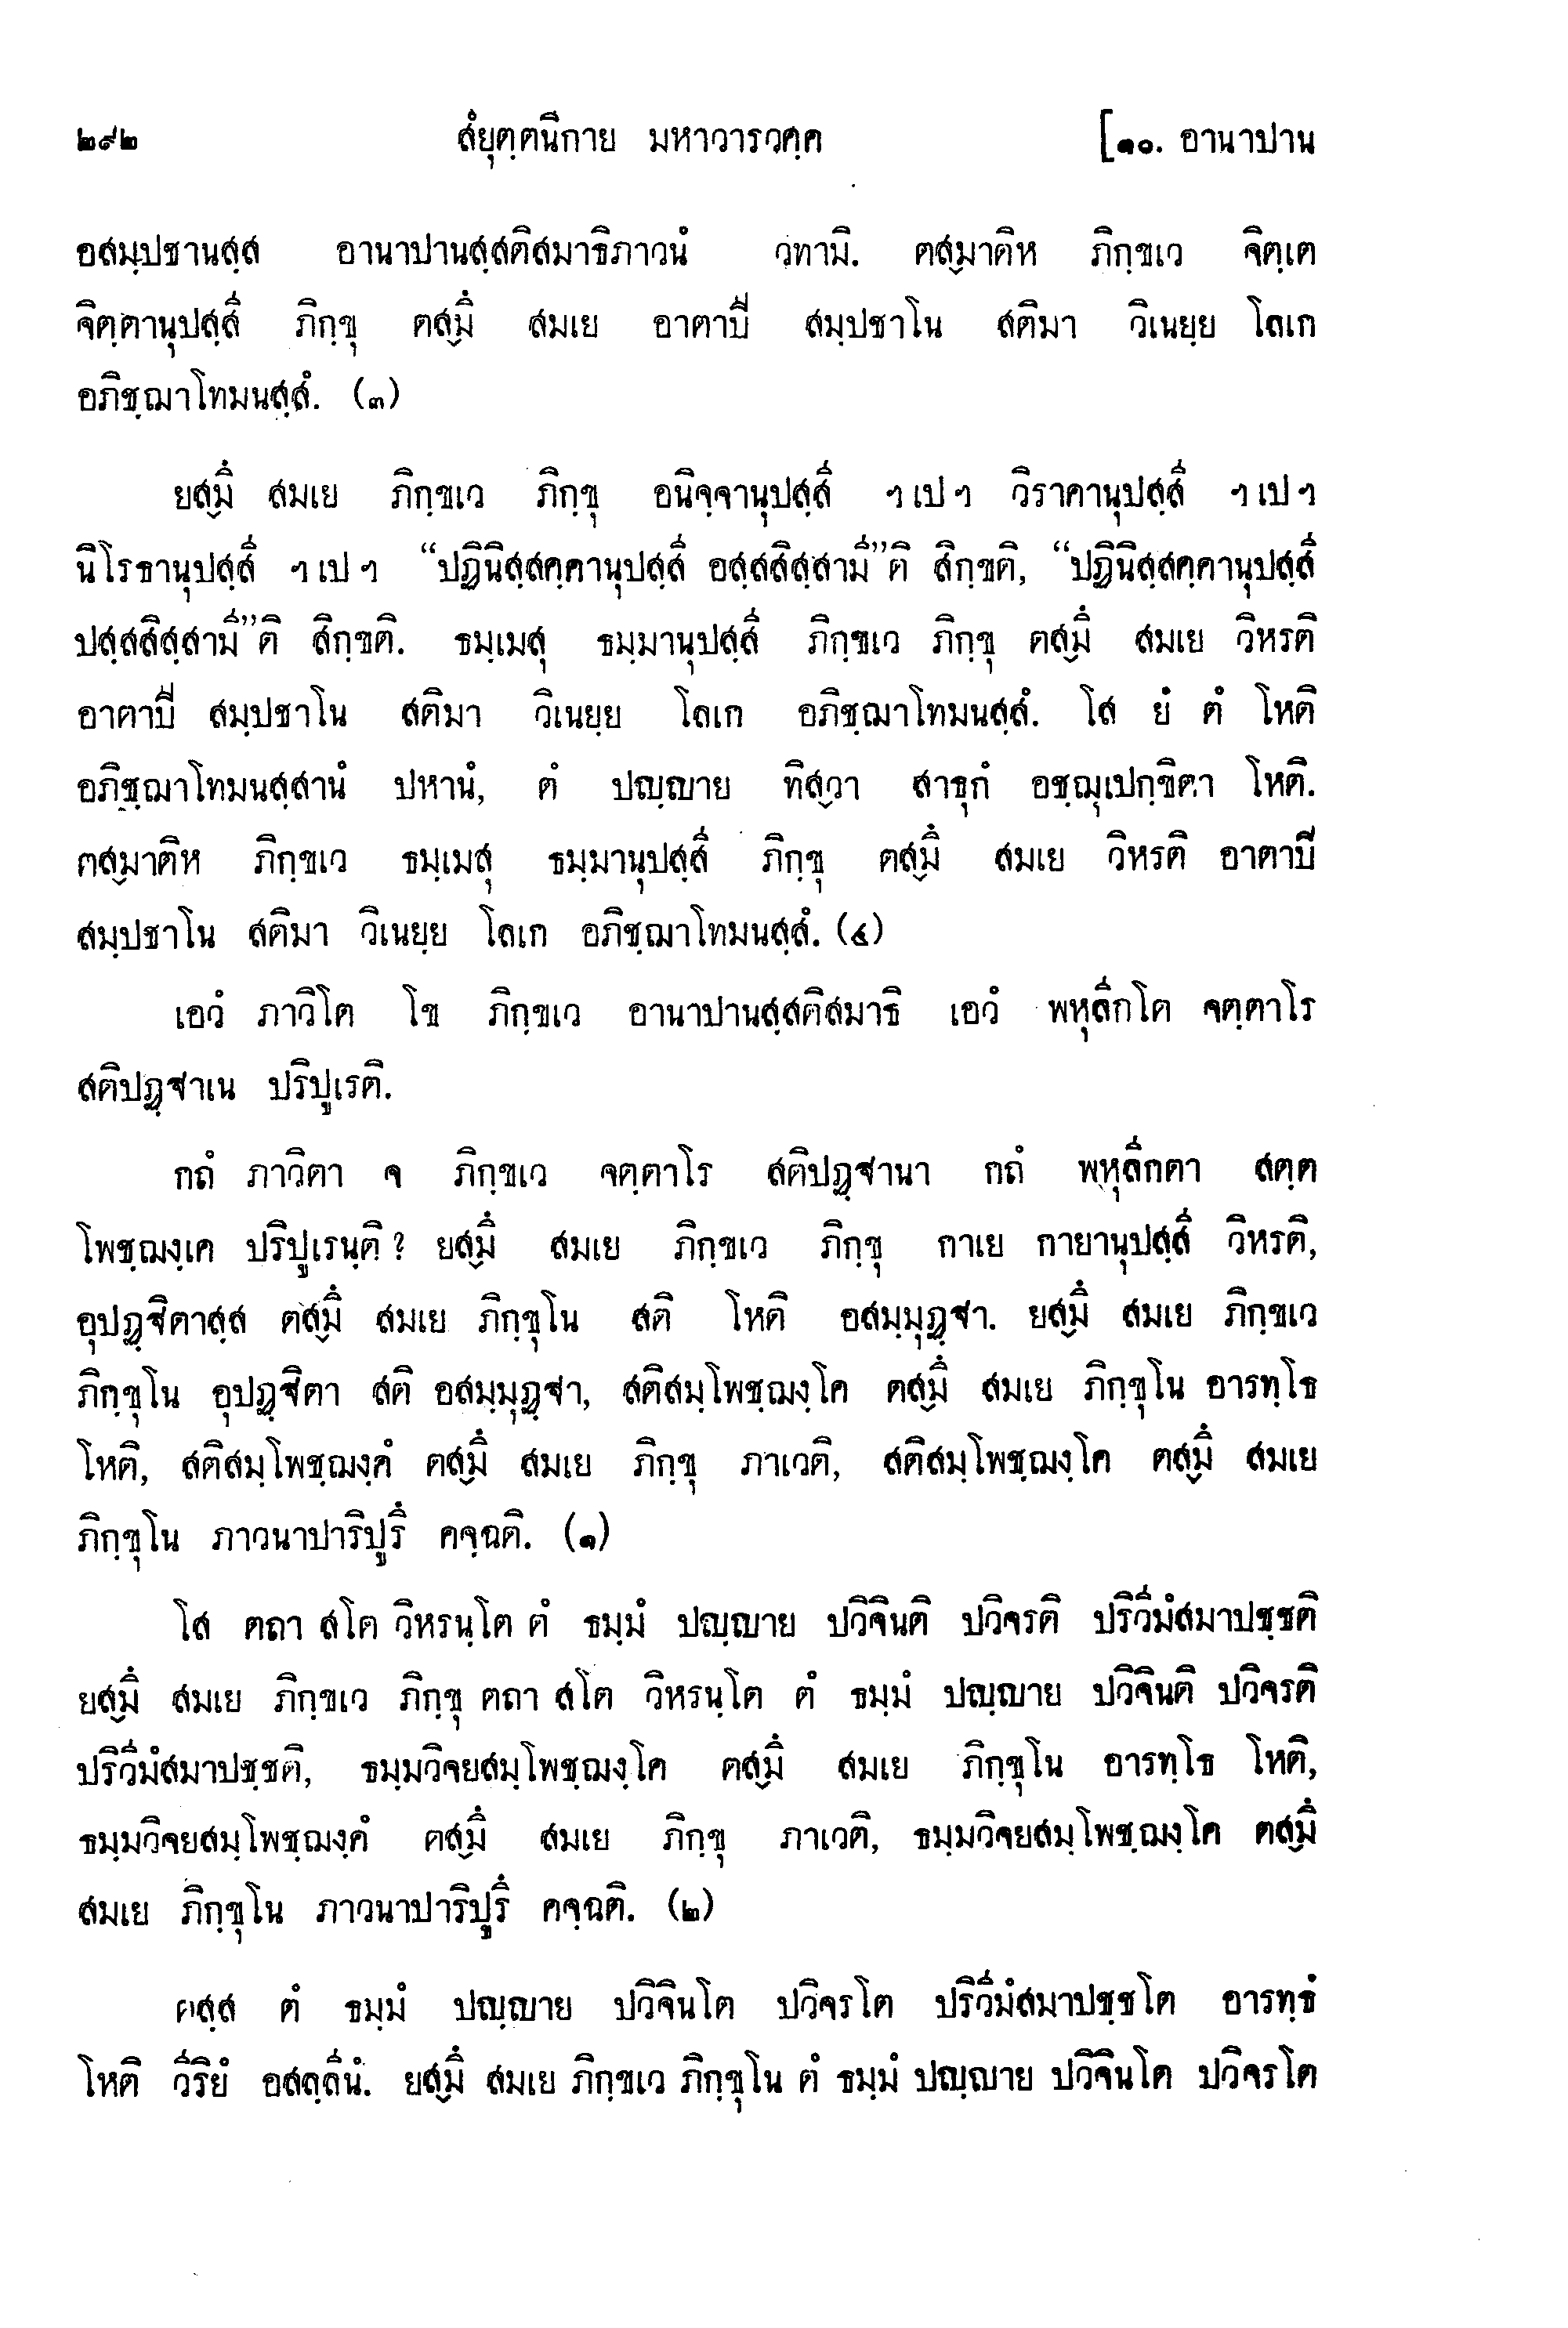 ๒๙๒ สํยุตฺตนิกาย มหาวารวคฺค [๑๐. อานาปาน
อสมฺปชานสฺส อานาปานสฺสติสมาธิภาวนํ วทามิ. ตสฺมาติห ภิกฺขเว จิตฺเต
จิตฺตานุปสฺสี ภิกฺขุ ตสฺมึ สมเย อาตาปี สมฺปชาโน สติมา วิเนยฺย โลเก
อภิชฺฌาโทมนสฺสํ. (๓)
ยสฺมึ สมเย ภิกฺขเว ภิกฺขุ อนิจฺจานุปสฺสี ฯเปฯ วิราคานุปสฺสี ฯเปฯ
นิโรธานุปสฺสี ฯเปฯ “ปฏินิสฺสคฺคานุปสฺสี อสฺสสิสฺสามี”ติ สิกฺขติ, “ปฏินิสฺสคฺคานุปสฺสี
ปสฺสสิสฺสามี”ติ สิกฺขติ. ธมฺเมสุ ธมฺมานุปสฺสี ภิกฺขเว ภิกฺขุ ตสฺมึ สมเย วิหรติ
อาตาปี สมฺปชาโน สติมา วิเนยฺย โลเก อภิชฺฌาโทมนสฺสํ. โส ยํ ตํ โหติ
อภิชฺฌาโทมนสฺสานํ ปหานํ, ตํ ปญฺญาย ทิสฺวา สาธุกํ อชฺฌุเปกฺขิตา โหติ.
ตสฺมาติห ภิกฺขเว ธมฺเมสุ ธมฺมานุปสฺสี ภิกฺขุ ตสฺมึ สมเย วิหรติ อาตาปี
สมฺปชาโน สติมา วิเนยฺย โลเก อภิชฺฌาโทมนสฺสํ. (๔)
เอวํ ภาวิโต โข ภิกฺขเว อานาปานสฺสติสมาธิ เอวํ พหุลีกโต จตฺตาโร
สติปฏฺฐาเน ปริปูเรติ.
กถํ ภาวิตา จ ภิกฺขเว จตฺตาโร สติปฏฺฐานา กถํ พหุลีกตา สตฺต
โพชฺฌงฺเค ปริปูเรนฺติ? ยสฺมึ สมเย ภิกฺขเว ภิกฺขุ กาเย กายานุปสฺสี วิหรติ,
อุปฏฺฐิตาสฺส ตสฺมึ สมเย ภิกฺขุโน สติ โหติ อสมฺมุฏฺฐา. ยสฺมึ สมเย ภิกฺขเว
ภิกฺขุโน อุปฏฺฐิตา สติ อสมฺมุฏฺฐา, สติสมฺโพชฺฌงฺโค ตสฺมึ สมเย ภิกฺขุโน อารทฺโธ
โหติ, สติสมฺโพชฺฌงฺคํ ตสฺมึ สมเย ภิกฺขุ ภาเวติ, สติสมฺโพชฺฌงฺโค ตสฺมึ สมเย
ภิกฺขุโน ภาวนาปาริปูรึ คจฺฉติ. (๑)
โส ตถา สโต วิหรนฺโต ตํ ธมฺมํ ปญฺญาย ปวิจินติ ปวิจรติ ปริวีมํสมาปชฺชติ
ยสฺมึ สมเย ภิกฺขเว ภิกฺขุ ตถา สโต วิหรนฺโต ตํ ธมฺมํ ปญฺญาย ปวิจินติ ปวิจรติ
ปริวีมํสมาปชฺชติ, ธมฺมวิจยสมฺโพชฺฌงฺโค ตสฺมึ สมเย ภิกฺขุโน อารทฺโธ โหติ,
ธมฺมวิจยสมฺโพชฺฌงฺคํ ตสฺมึ สมเย ภิกฺขุ ภาเวติ, ธมฺมวิจยสมฺโพชฺฌงฺโค ตสฺมึ
สมเย ภิกฺขุโน ภาวนาปาริปูรึ คจฺฉติ. (๒)
ตสฺส ตํ ธมฺมํ ปญฺญาย ปวิจินโต ปวิจรโต ปริวีมํสมาปชฺชโต อารทฺธํ
โหติ วีริยํ อสลฺลีนํ. ยสฺมึ สมเย ภิกฺขเว ภิกฺขุโน ตํ ธมฺมํ ปญฺญาย ปวิจินโต ปวิจรโต